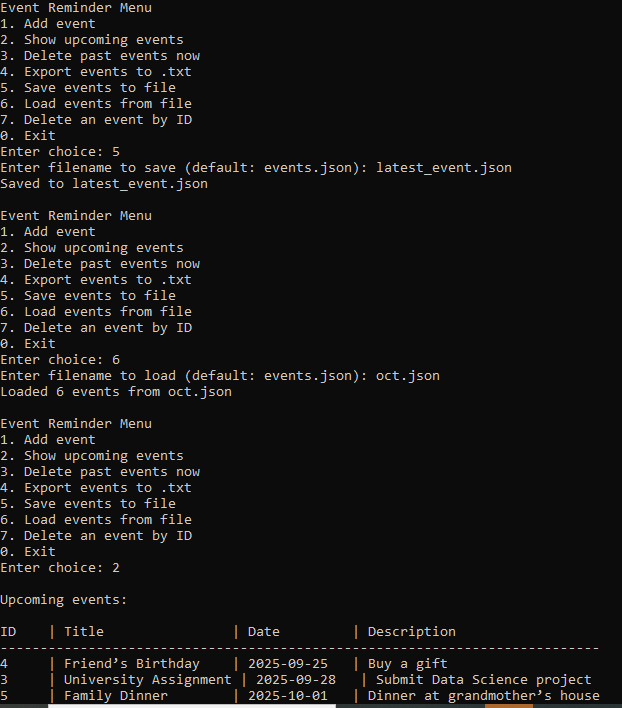 Event Reminder Menu
1. Add event
2. Show upcoming events
3. Delete past events now
4. Export events to .txt
5. Save events to file
6. Load events from file
7. Delete an event by ID
0. Exit
Enter choice: 5
Enter filename to save (default: events.json): latest_event.json
Saved to latest_event.json

Event Reminder Menu
1. Add event
2. Show upcoming events
3. Delete past events now
4. Export events to .txt
5. Save events to file
6. Load events from file
7. Delete an event by ID
0. Exit
Enter choice: 6
Enter filename to load (default: events.json): oct.json
Loaded 6 events from oct.json

Event Reminder Menu
1. Add event
2. Show upcoming events
3. Delete past events now
4. Export events to .txt
5. Save events to file
6. Load events from file
7. Delete an event by ID
0. Exit
Enter choice: 2

Upcoming events:

ID    | Title                | Date         | Description
---------------------------------------------------------------------------
4     | Friend’s Birthday    | 2025-09-25   | Buy a gift
3     | University Assignment | 2025-09-28   | Submit Data Science project
5     | Family Dinner        | 2025-10-01   | Dinner at grandmother’s house